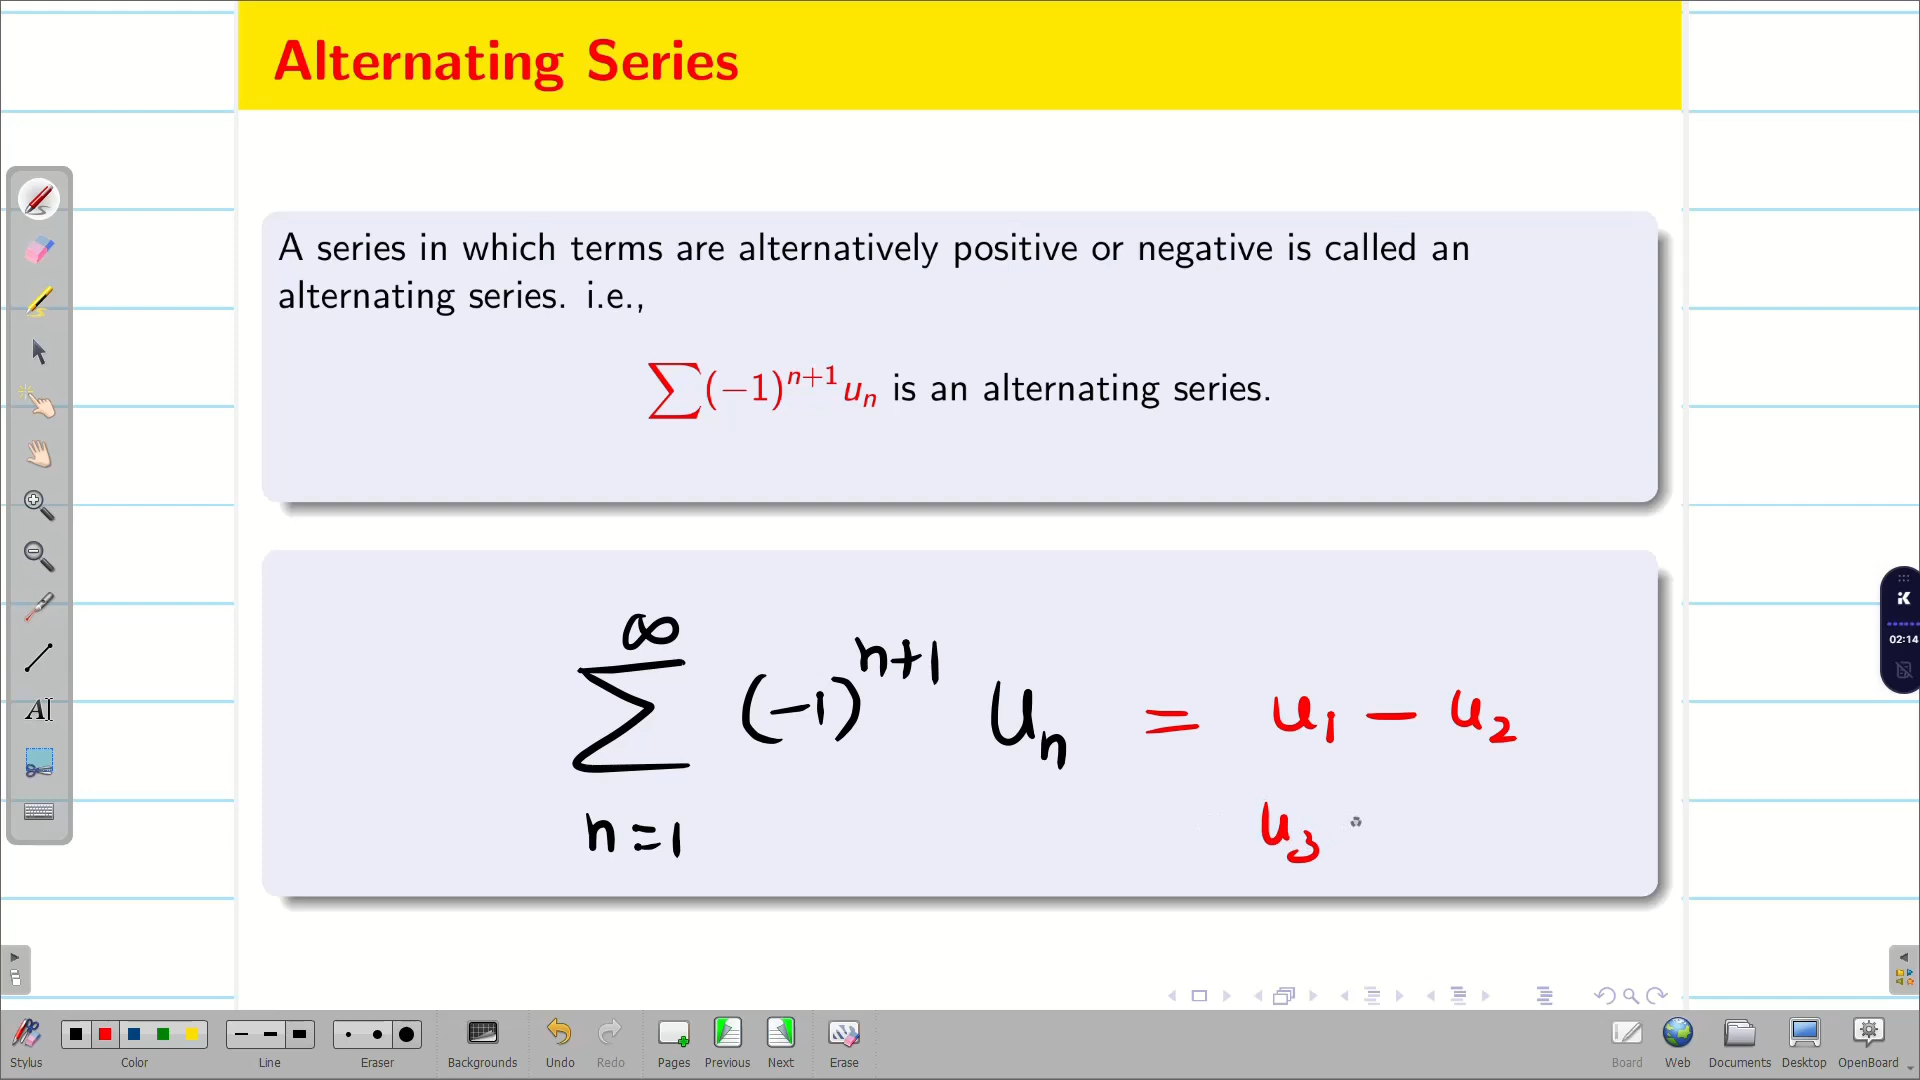 Alternating Series
A series in which terms are alternatively positive or negative is called an
alternating series. i.e.,
∑(−1)^{n+1} u_n is an alternating series.
∞
∑ (-1)^{n+1} u_n = u_1 - u_2
n=1
u_3
02:14
Stylus Color Line Eraser Backgrounds Undo Redo Pages Previous Next Erase Board Web Documents Desktop OpenBoard